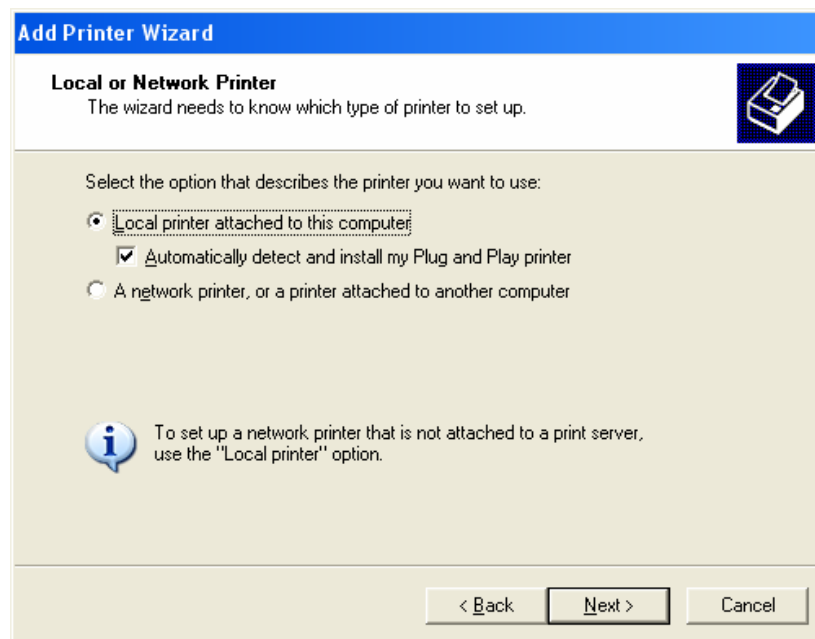 Add Printer Wizard
Local or Network Printer
The wizard needs to know which type of printer to set up.
Select the option that describes the printer you want to use:
Local printer attached to this computer
Automatically detect and install my Plug and Play printer
A network printer, or a printer attached to another computer
To set up a network printer that is not attached to a print server,
use the "Local printer" option.
< Back
Next >
Cancel